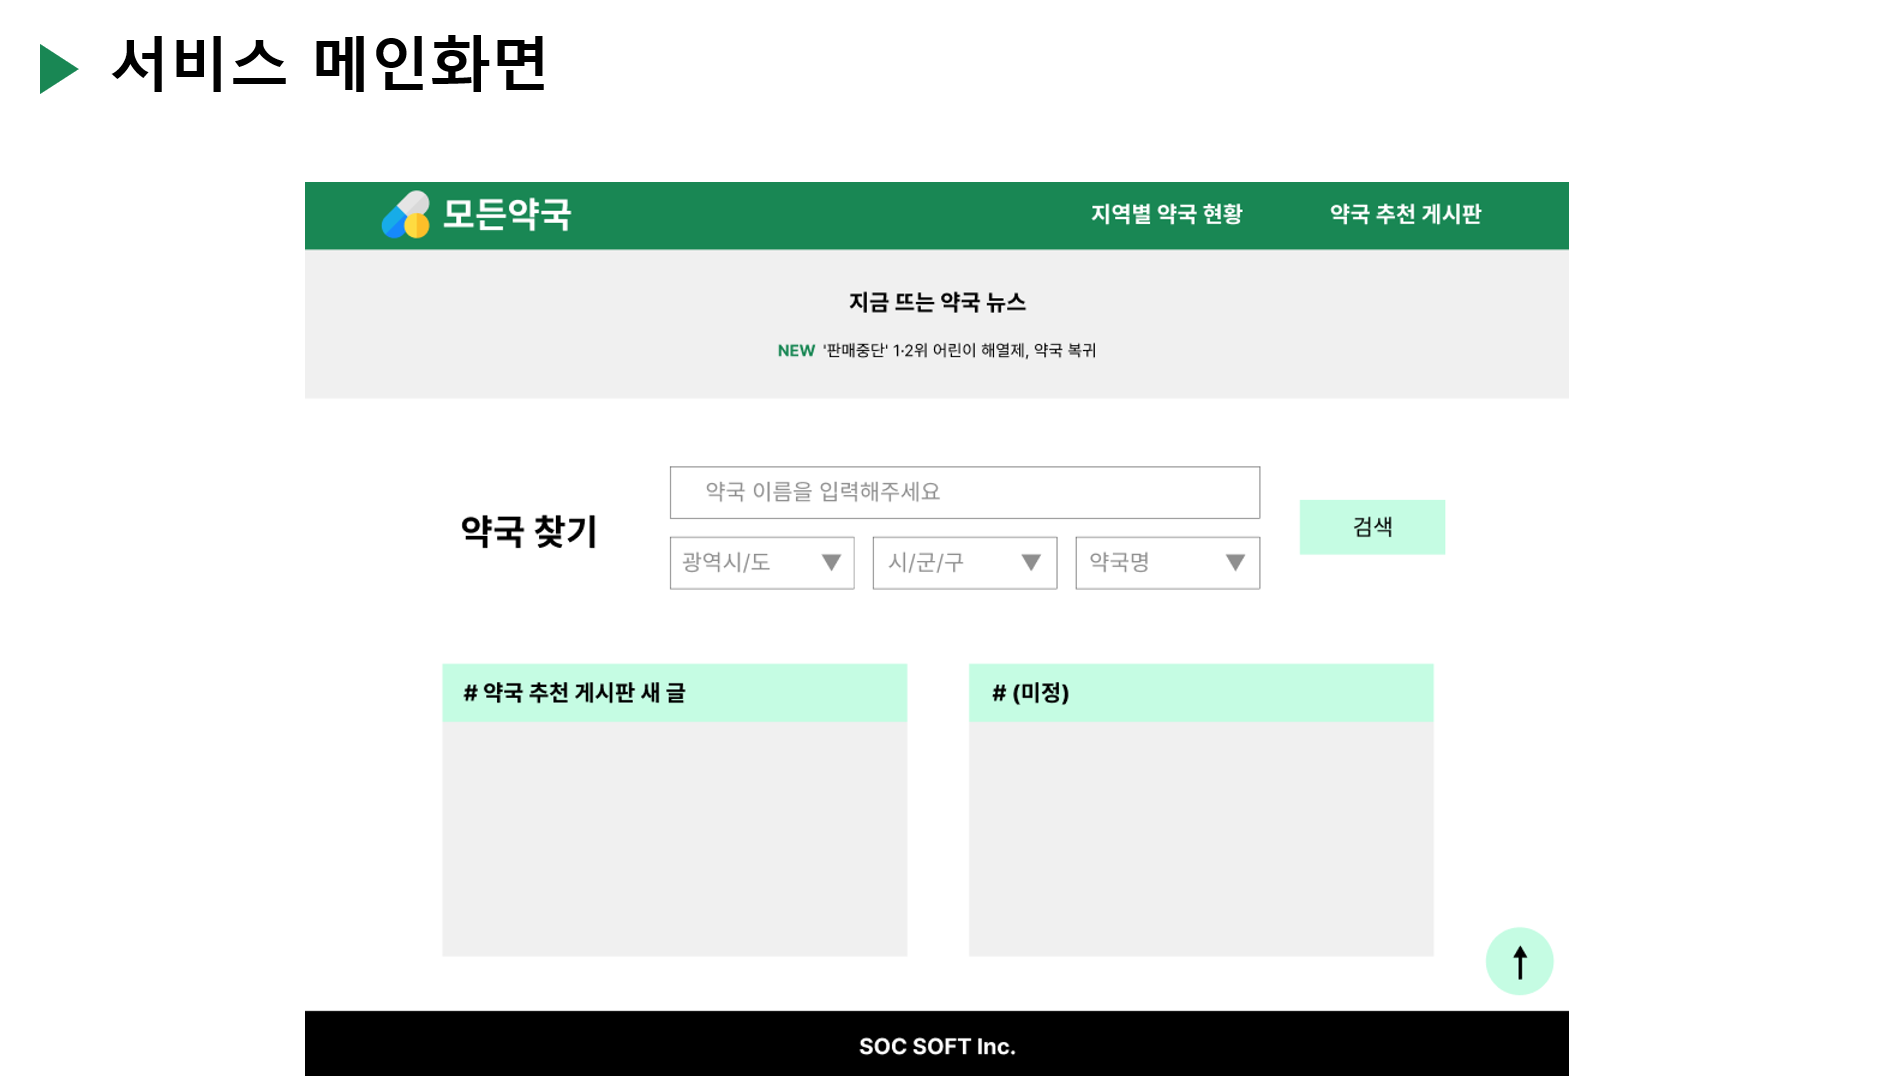 서비스 메인화면
모든약국
지역별 약국 현황
약국 추천 게시판
지금 뜨는 약국 뉴스
NEW '판매중단' 1·2위 어린이 해열제, 약국 복귀
약국 찾기
약국 이름을 입력해주세요
광역시/도
시/군/구
약국명
검색
# 약국 추천 게시판 새 글
# (미정)
SOC SOFT Inc.